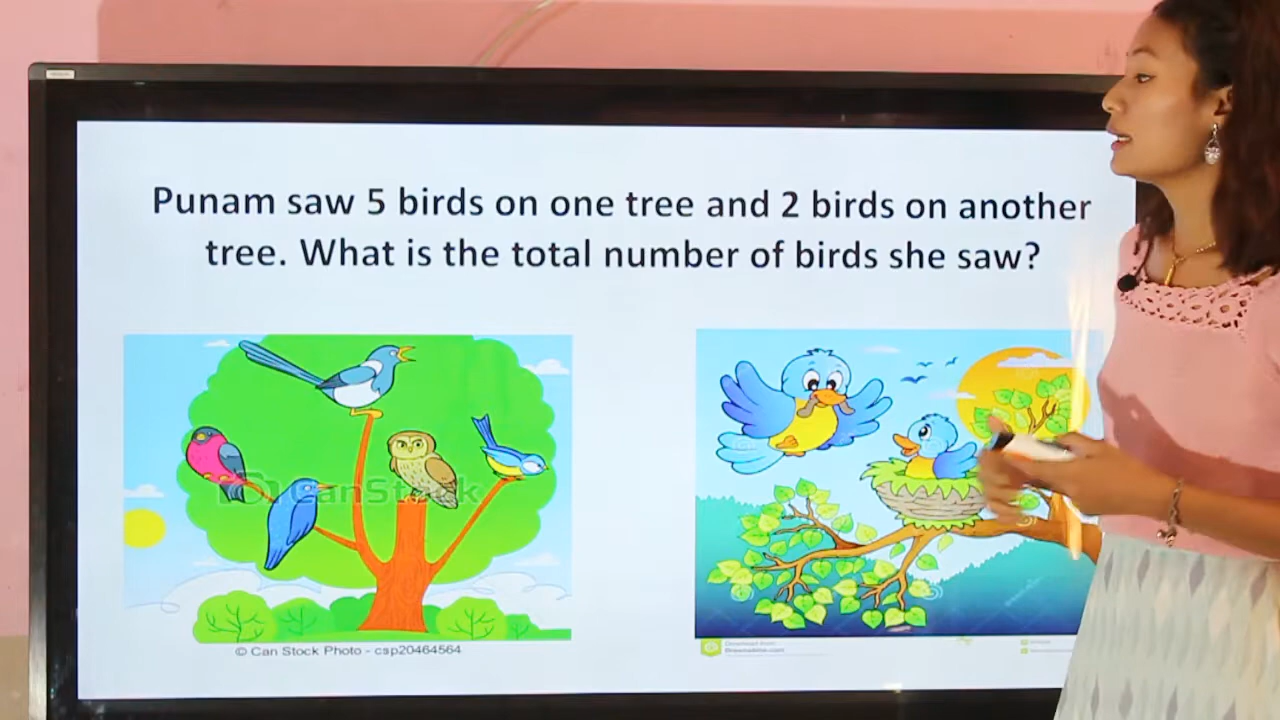 Punam saw 5 birds on one tree and 2 birds on another
tree. What is the total number of birds she saw?
CanStock
© Can Stock Photo - csp20464564